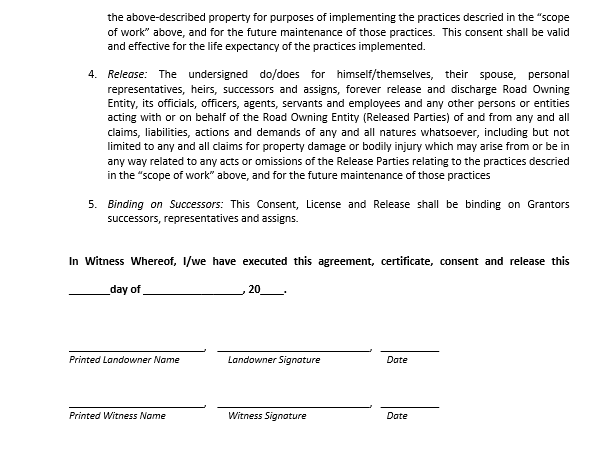 the above-described property for purposes of implementing the practices descried in the “scope
of work” above, and for the future maintenance of those practices.  This consent shall be valid
and effective for the life expectancy of the practices implemented.
4. Release: The undersigned do/does for himself/themselves, their spouse, personal
representatives, heirs, successors and assigns, forever release and discharge Road Owning
Entity, its officials, officers, agents, servants and employees and any other persons or entities
acting with or on behalf of the Road Owning Entity (Released Parties) of and from any and all
claims, liabilities, actions and demands of any and all natures whatsoever, including but not
limited to any and all claims for property damage or bodily injury which may arise from or be in
any way related to any acts or omissions of the Release Parties relating to the practices descried
in the “scope of work” above, and for the future maintenance of those practices
5. Binding on Successors: This Consent, License and Release shall be binding on Grantors
successors, representatives and assigns.
In Witness Whereof, I/we have executed this agreement, certificate, consent and release this
_______day of _________________, 20____.
________________________, __________________________, __________
Printed Landowner Name Landowner Signature Date
________________________, __________________________, __________
Printed Witness Name Witness Signature Date